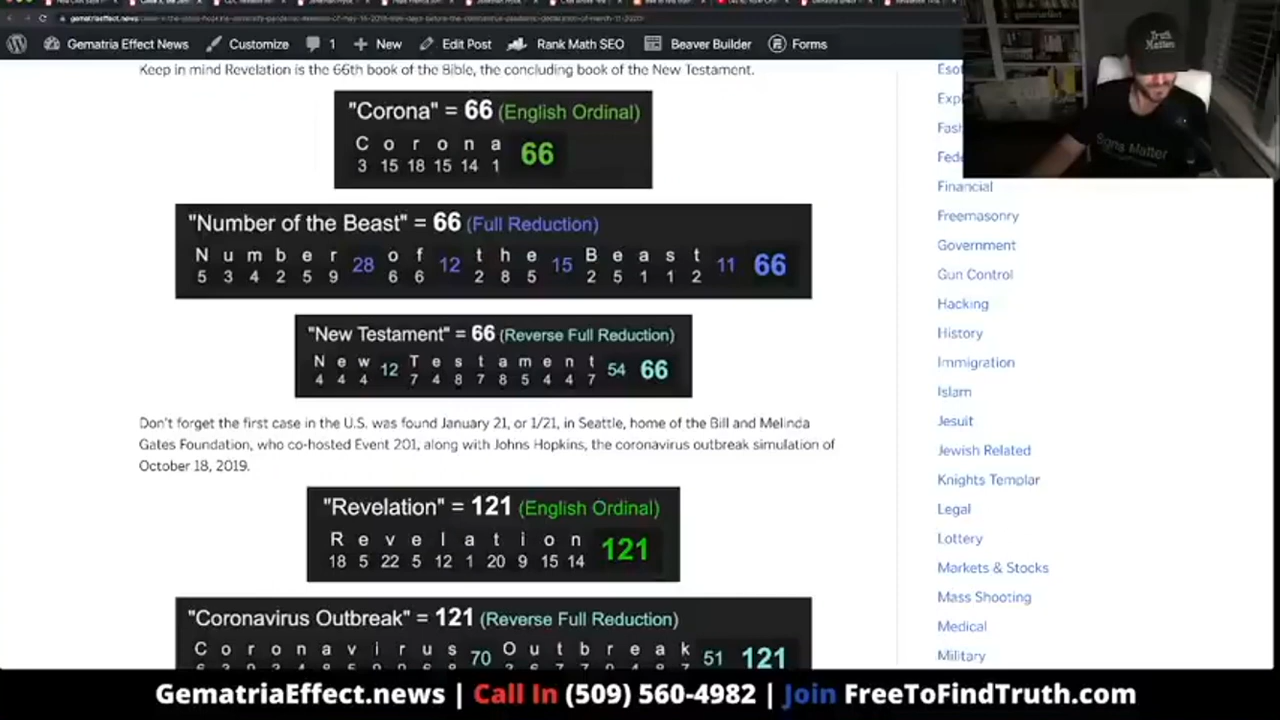 gematriaeffect.news
Gematria Effect News Customize 1 New Edit Post Rank Math SEO Beaver Builder Forms
Keep in mind Revelation is the 66th book of the Bible, the concluding book of the New Testament.
"Corona" = 66 (English Ordinal)
C o r o n a 66
3 15 18 15 14 1
"Number of the Beast" = 66 (Full Reduction)
N u m b e r 28 o f 12 t h e 15 B e a s t 11 66
5 3 4 2 5 9 6 6 2 8 5 2 5 1 1 2
"New Testament" = 66 (Reverse Full Reduction)
N e w 12 T e s t a m e n t 54 66
4 4 4 7 4 8 7 8 5 4 4 7
Don't forget the first case in the U.S. was found January 21, or 1/21, in Seattle, home of the Bill and Melinda
Gates Foundation, who co-hosted Event 201, along with Johns Hopkins, the coronavirus outbreak simulation of
October 18, 2019.
"Revelation" = 121 (English Ordinal)
R e v e l a t i o n 121
18 5 22 5 12 1 20 9 15 14
"Coronavirus Outbreak" = 121 (Reverse Full Reduction)
C o r o n a v i r u s 70 O u t b r e a k 51 121
Financial
Freemasonry
Government
Gun Control
Hacking
History
Immigration
Islam
Jesuit
Jewish Related
Knights Templar
Legal
Lottery
Markets & Stocks
Mass Shooting
Medical
Military
Truth
Matters
Signs Matter
GematriaEffect.news | Call In (509) 560-4982 | Join FreeToFindTruth.com